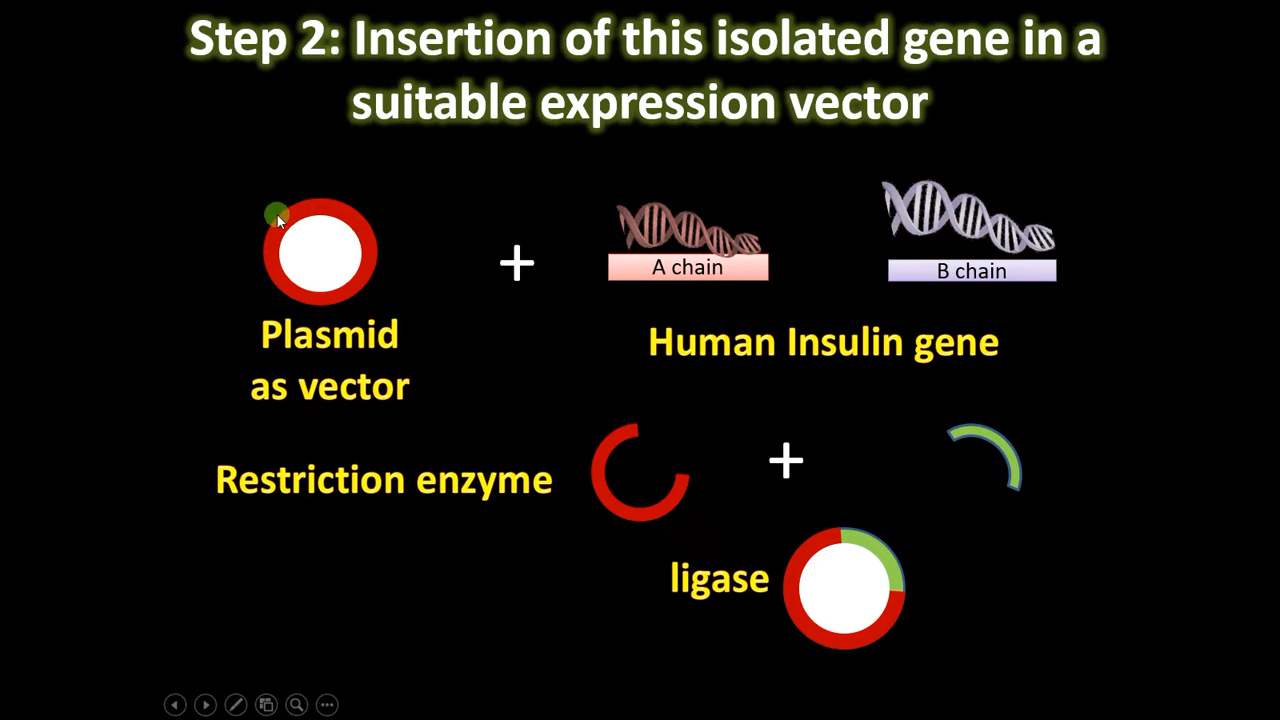 Step 2: Insertion of this isolated gene in a
suitable expression vector
+
A chain
B chain
Plasmid
as vector
Human Insulin gene
Restriction enzyme
+
ligase